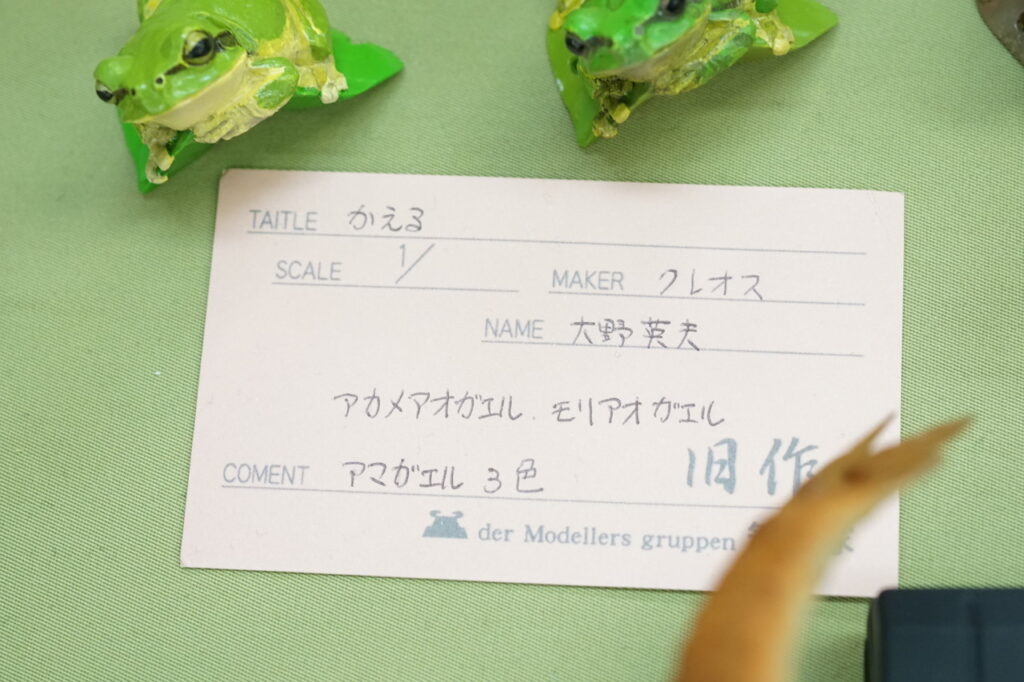 TAITLE かえる
SCALE 1/
MAKER クレオス
NAME 大野英夫
アカメアオガエル. モリアオガエル
旧作
COMENT アマガエル 3色
der Modellers gruppen